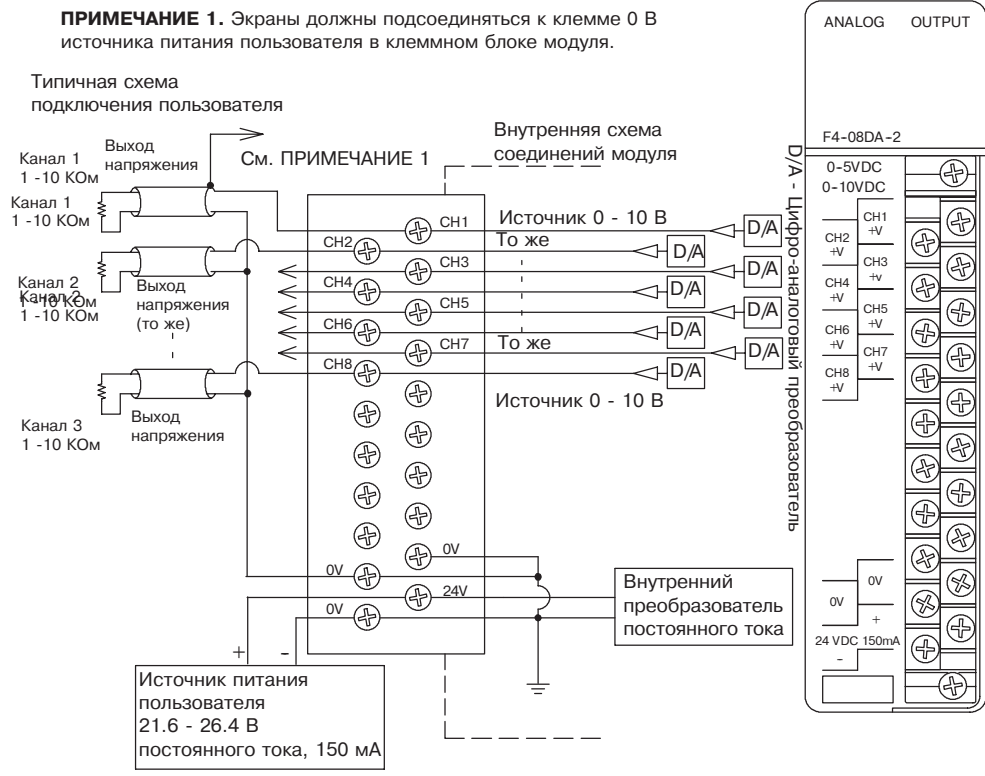 ПРИМЕЧАНИЕ 1. Экраны должны подсоединяться к клемме 0 В
источника питания пользователя в клеммном блоке модуля.
Типичная схема
подключения пользователя
Канал 1
1 -10 КОм
Выход
напряжения
См. ПРИМЕЧАНИЕ 1
Внутренняя схема
соединений модуля
Канал 1
1 -10 КОм
CH1
Источник 0 - 10 В
D/A
CH2
То же
D/A
CH3
D/A
Канал 2
1 -10 КОм
Канал 2
1 -10 КОм
Выход
напряжения
(то же)
CH4
D/A
CH5
D/A
CH6
D/A
CH7
То же
D/A
CH8
D/A
Источник 0 - 10 В
Канал 3
1 -10 КОм
Выход
напряжения
0V
0V
24V
0V
Внутренний
преобразователь
постоянного тока
+
-
Источник питания
пользователя
21.6 - 26.4 В
постоянного тока, 150 мА
D/A - Цифро-аналоговый преобразователь
ANALOG OUTPUT
F4-08DA-2
0-5VDC
0-10VDC
CH1
+V
CH2
+V
CH3
+V
CH4
+V
CH5
+V
CH6
+V
CH7
+V
CH8
+V
0V
0V
+
24 VDC 150mA
-